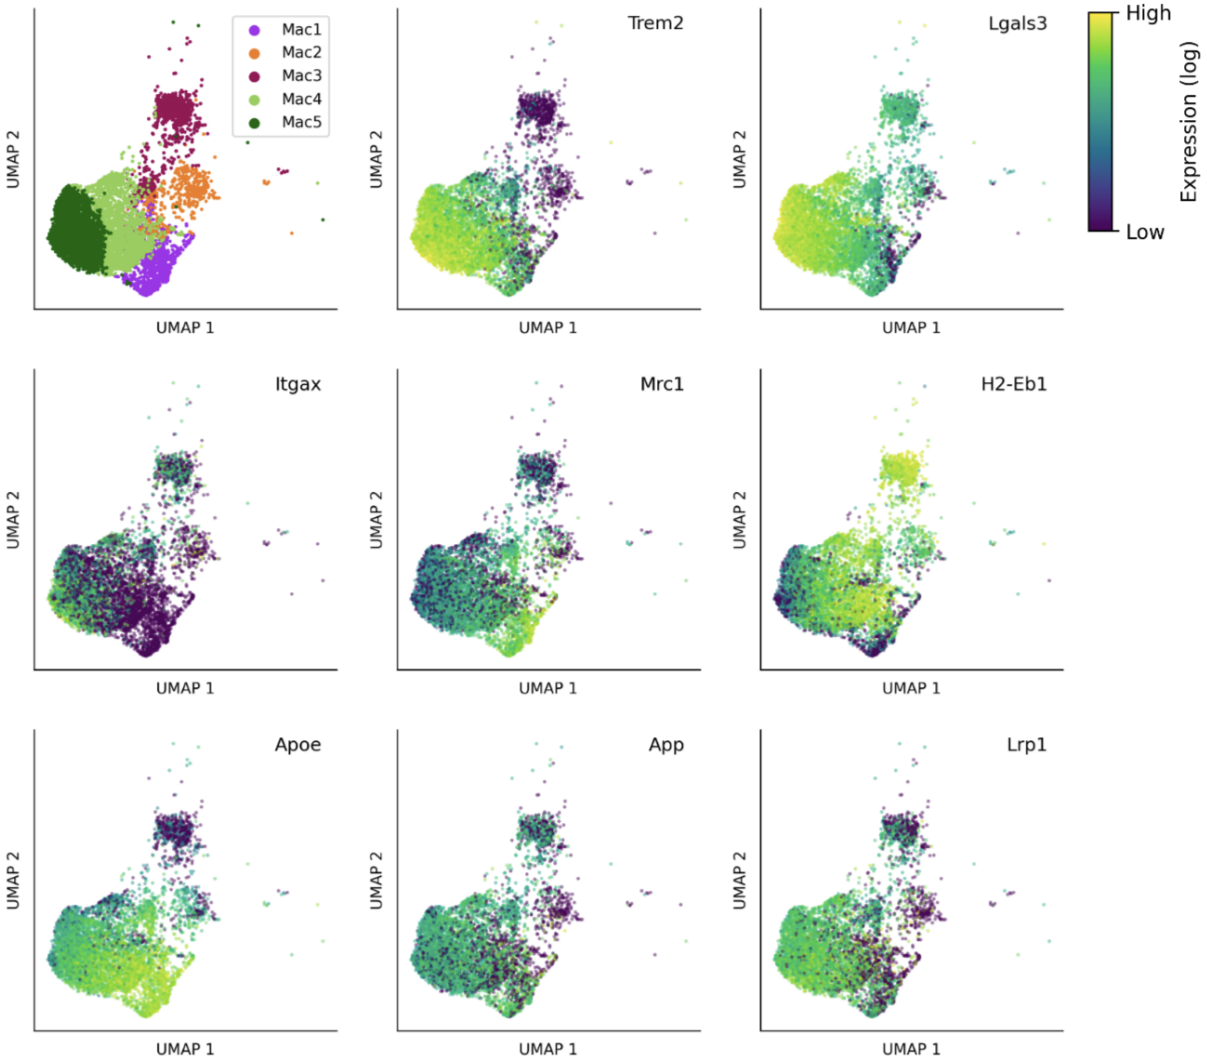 Mac1
Mac2
Mac3
Mac4
Mac5
UMAP 2
UMAP 1
Trem2
UMAP 2
UMAP 1
Lgals3
UMAP 2
UMAP 1
High
Expression (log)
Low
Itgax
UMAP 2
UMAP 1
Mrc1
UMAP 2
UMAP 1
H2-Eb1
UMAP 2
UMAP 1
Apoe
UMAP 2
UMAP 1
App
UMAP 2
UMAP 1
Lrp1
UMAP 2
UMAP 1